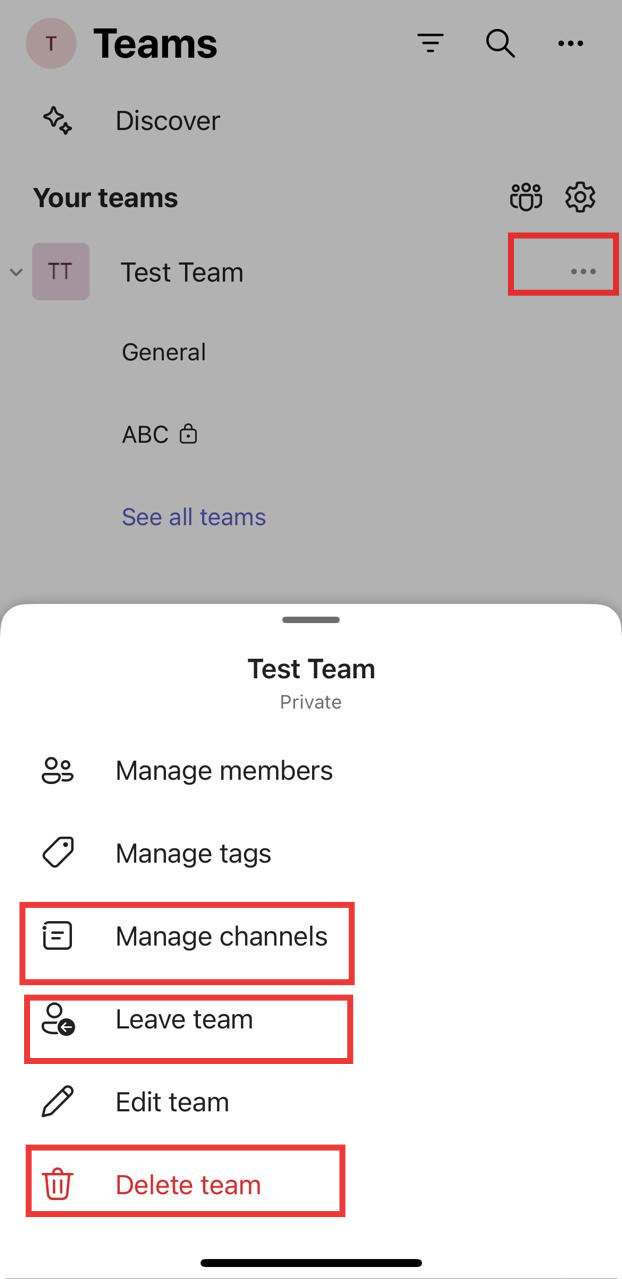 T
Teams
Discover
Your teams
TT
Test Team
General
ABC
See all teams
Test Team
Private
Manage members
Manage tags
Manage channels
Leave team
Edit team
Delete team